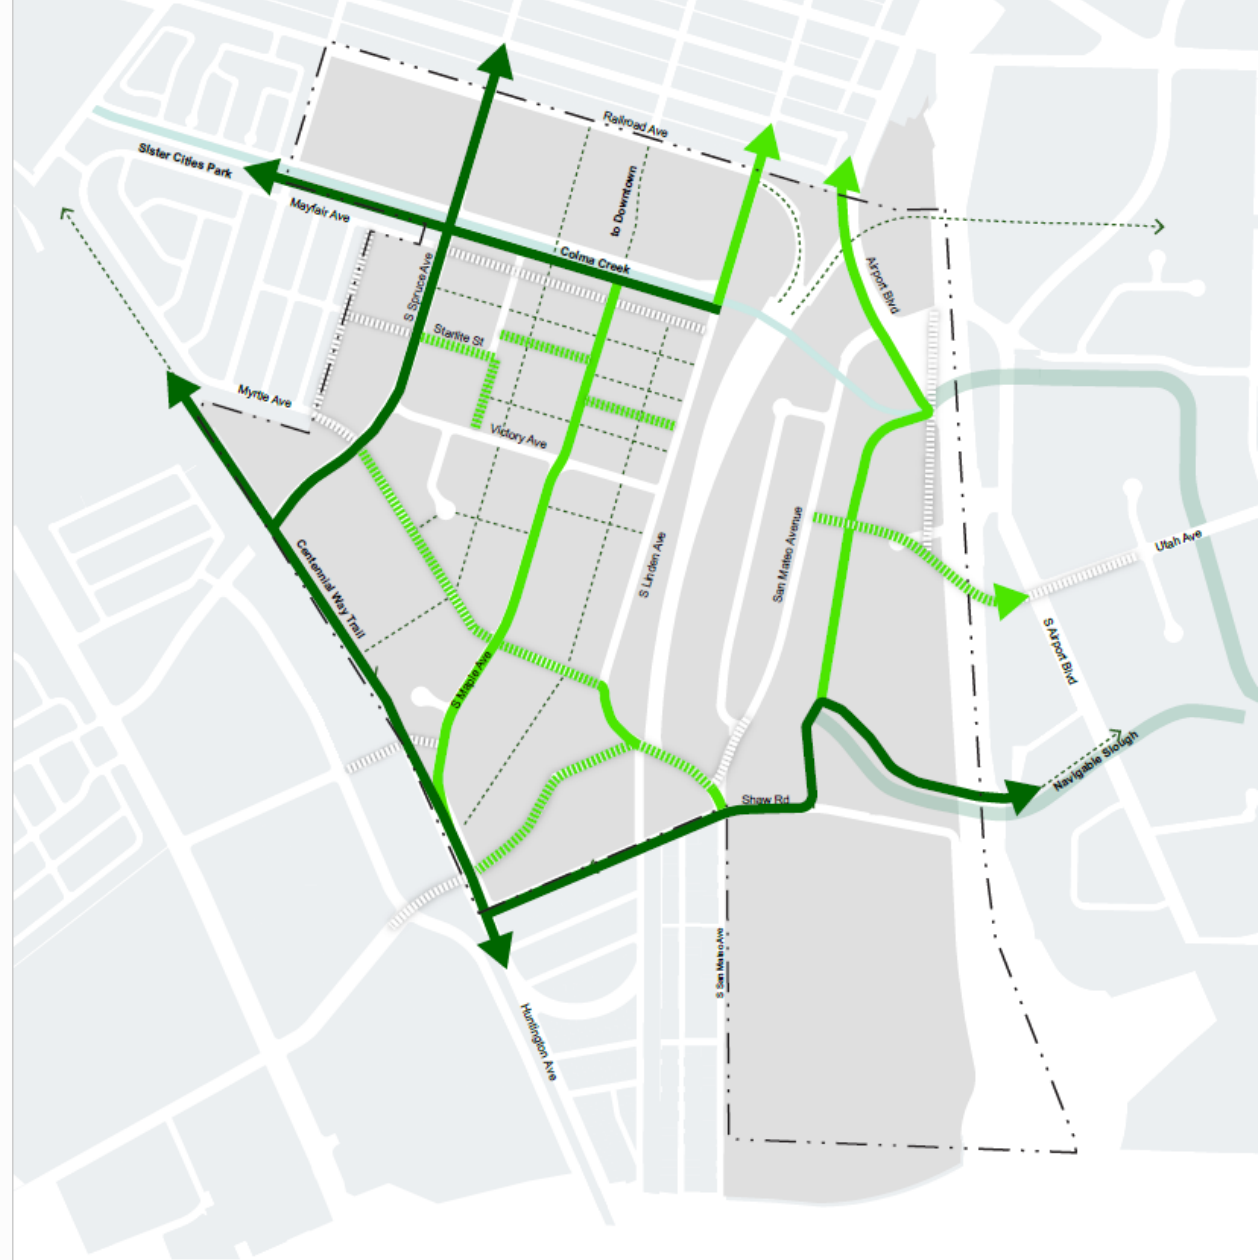 Railroad Ave
Sister Cities Park
to Downtown
Mayfair Ave
Colma Creek
S Spruce Ave
Airport Blvd
Starlite St
Myrtle Ave
Victory Ave
San Mateo Avenue
Utah Ave
S Linden Ave
Centennial Way Trail
S Airport Blvd
S Maple Ave
Navigable Slough
Shaw Rd
S San Mateo Ave
Huntington Ave